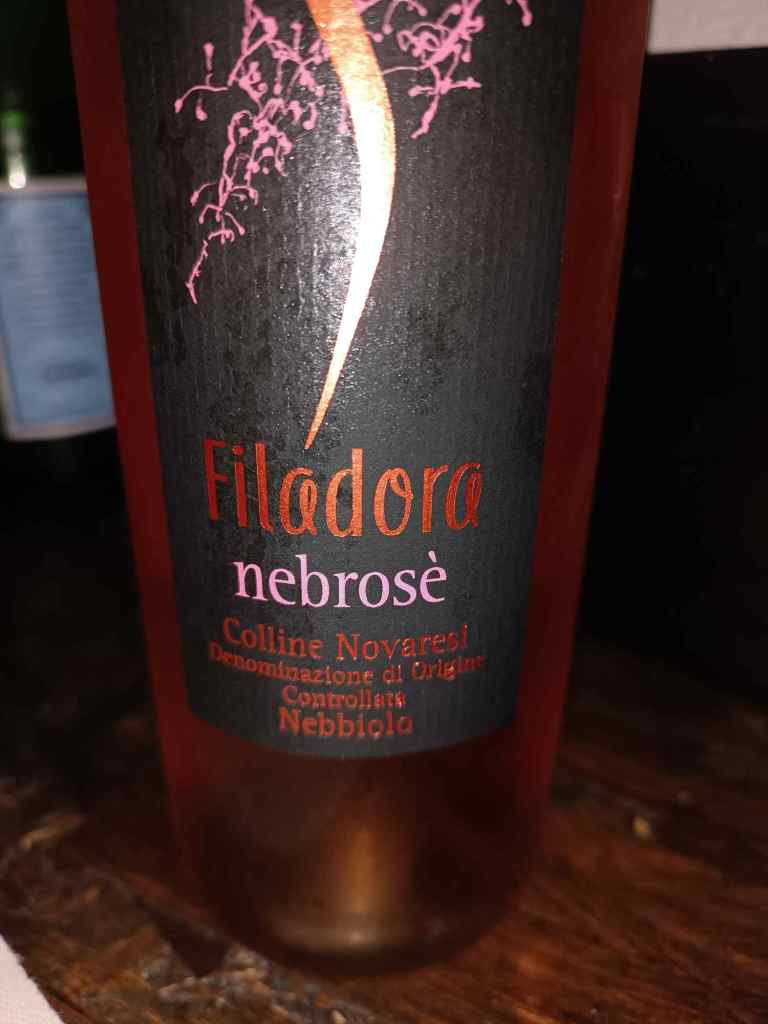 Filadora
nebrosè
Colline Novaresi
Denominazione di Origine
Controllata
Nebbiolo